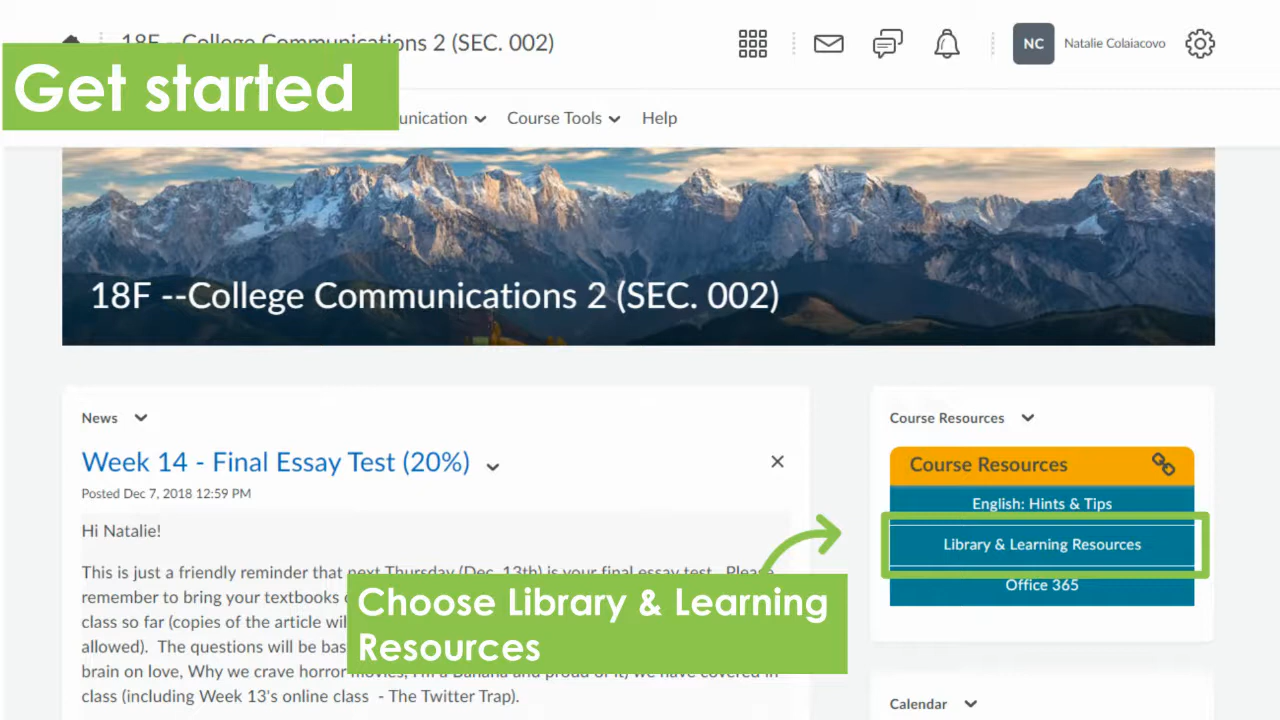 18F --College Communications 2 (SEC. 002)
NC
Natalie Colaiacovo
Get started
Course Tools
Help
18F --College Communications 2 (SEC. 002)
News
Week 14 - Final Essay Test (20%)
Posted Dec 7, 2018 12:59 PM
Hi Natalie!
This is just a friendly reminder that next Thursday (Dec. 13th) is your final essay test. Please
remember to bring your textbooks
class so far (copies of the article
allowed). The questions will be
brain on love, Why we crave horror movies, I'm a Banana and proud of it) we have covered in
class (including Week 13's online class - The Twitter Trap).
Choose Library & Learning
Resources
Course Resources
Course Resources
English: Hints & Tips
Library & Learning Resources
Office 365
Calendar